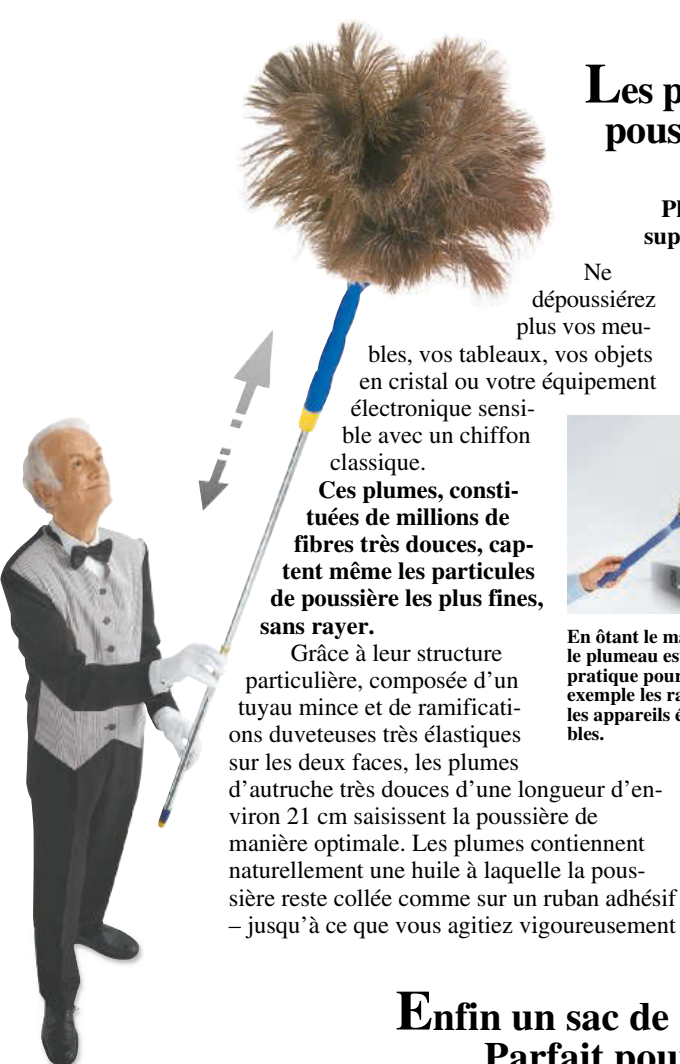 Les p
pous
Pl
sup
Ne
dépoussiérez
plus vos meu-
bles, vos tableaux, vos objets
en cristal ou votre équipement
électronique sensi-
ble avec un chiffon
classique.
Ces plumes, consti-
tuées de millions de
fibres très douces, cap-
tent même les particules
de poussière les plus fines,
sans rayer.
Grâce à leur structure
particulière, composée d’un
tuyau mince et de ramificati-
ons duveteuses très élastiques
sur les deux faces, les plumes
d’autruche très douces d’une longueur d’en-
viron 21 cm saisissent la poussière de
manière optimale. Les plumes contiennent
naturellement une huile à laquelle la pous-
sière reste collée comme sur un ruban adhésif
– jusqu’à ce que vous agitiez vigoureusement
En ôtant le ma
le plumeau es
pratique pour
exemple les ra
les appareils é
bles.
Enfin un sac de
Parfait pou